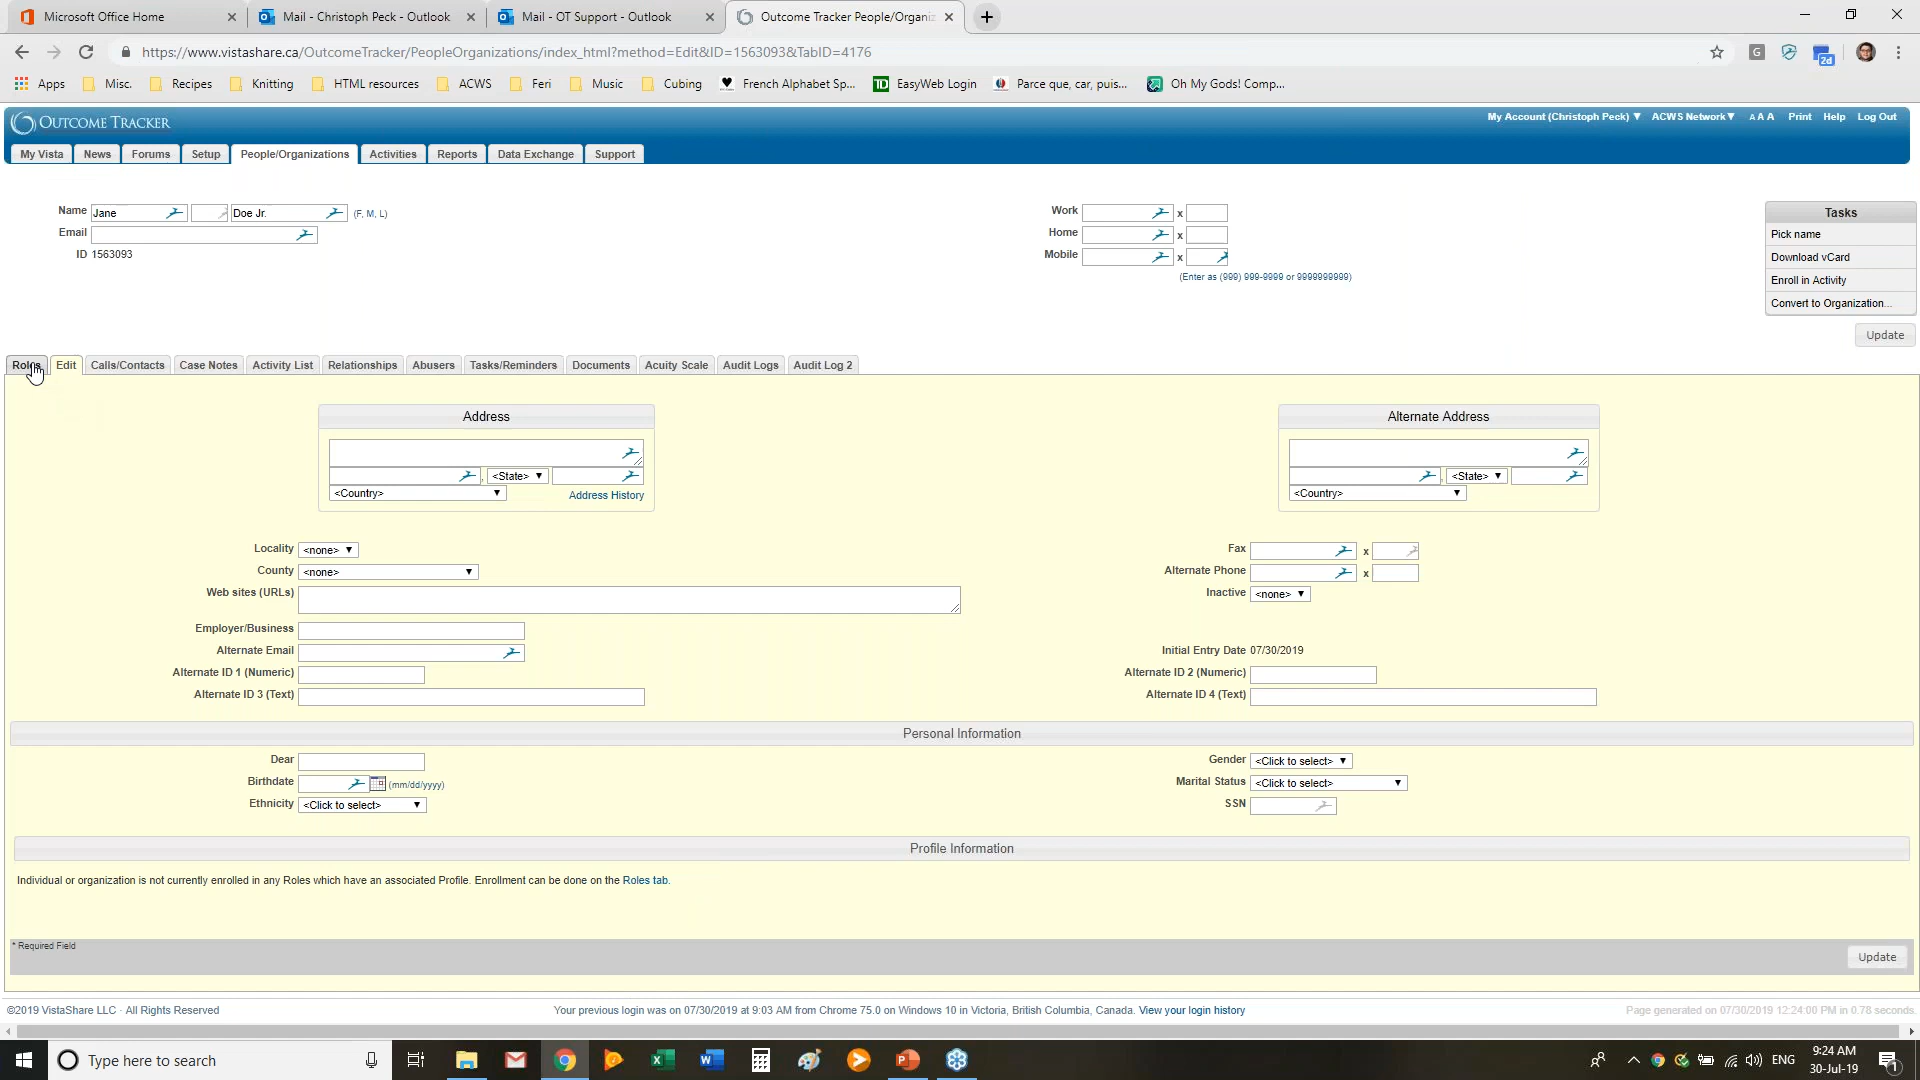 Microsoft Office Home
Mail - Christoph Peck - Outlook
Mail - OT Support - Outlook
Outcome Tracker People/Organiz
https://www.vistashare.ca/OutcomeTracker/PeopleOrganizations/index_html?method=Edit&ID=1563093&TabID=4176
G
2d
Apps Misc. Recipes Knitting HTML resources ACWS Feri Music Cubing French Alphabet Sp... TD EasyWeb Login Parce que, car, puis... Oh My Gods! Comp...
OUTCOME TRACKER
My Account (Christoph Peck) ▼ ACWS Network▼ A A A Print Help Log Out
My Vista News Forums Setup People/Organizations Activities Reports Data Exchange Support
Name Jane Doe Jr. (F, M, L)
Email
ID 1563093
Work x
Home x
Mobile x
(Enter as (999) 999-9999 or 9999999999)
Tasks
Pick name
Download vCard
Enroll in Activity
Convert to Organization...
Update
Roles Edit Calls/Contacts Case Notes Activity List Relationships Abusers Tasks/Reminders Documents Acuity Scale Audit Logs Audit Log 2
Address
, <State> ▼
<Country> ▼ Address History
Alternate Address
, <State> ▼
<Country> ▼
Locality <none> ▼
County <none> ▼
Web sites (URLs)
Employer/Business
Alternate Email
Alternate ID 1 (Numeric)
Alternate ID 3 (Text)
Fax x
Alternate Phone x
Inactive <none> ▼
Initial Entry Date 07/30/2019
Alternate ID 2 (Numeric)
Alternate ID 4 (Text)
Personal Information
Dear
Birthdate (mm/dd/yyyy)
Ethnicity <Click to select> ▼
Gender <Click to select> ▼
Marital Status <Click to select> ▼
SSN
Profile Information
Individual or organization is not currently enrolled in any Roles which have an associated Profile. Enrollment can be done on the Roles tab.
* Required Field
Update
©2019 VistaShare LLC · All Rights Reserved
Your previous login was on 07/30/2019 at 9:03 AM from Chrome 75.0 on Windows 10 in Victoria, British Columbia, Canada. View your login history
Page generated on 07/30/2019 12:24:00 PM in 0.78 seconds.
Type here to search
ENG
9:24 AM
30-Jul-19
1